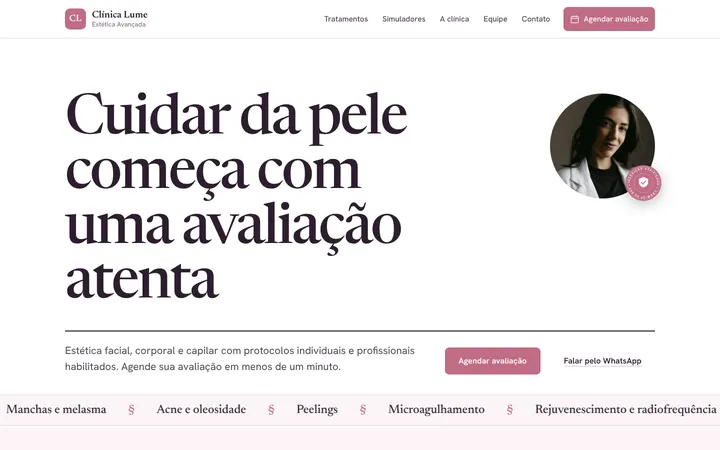 CL
Clínica Lume
Estética Avançada
Tratamentos
Simuladores
A clínica
Equipe
Contato
Agendar avaliação
Cuidar da pele
começa com
uma avaliação
atenta
Estética facial, corporal e capilar com protocolos individuais e profissionais
habilitados. Agende sua avaliação em menos de um minuto.
Agendar avaliação
Falar pelo WhatsApp
Manchas e melasma § Acne e oleosidade § Peelings § Microagulhamento § Rejuvenescimento e radiofrequência